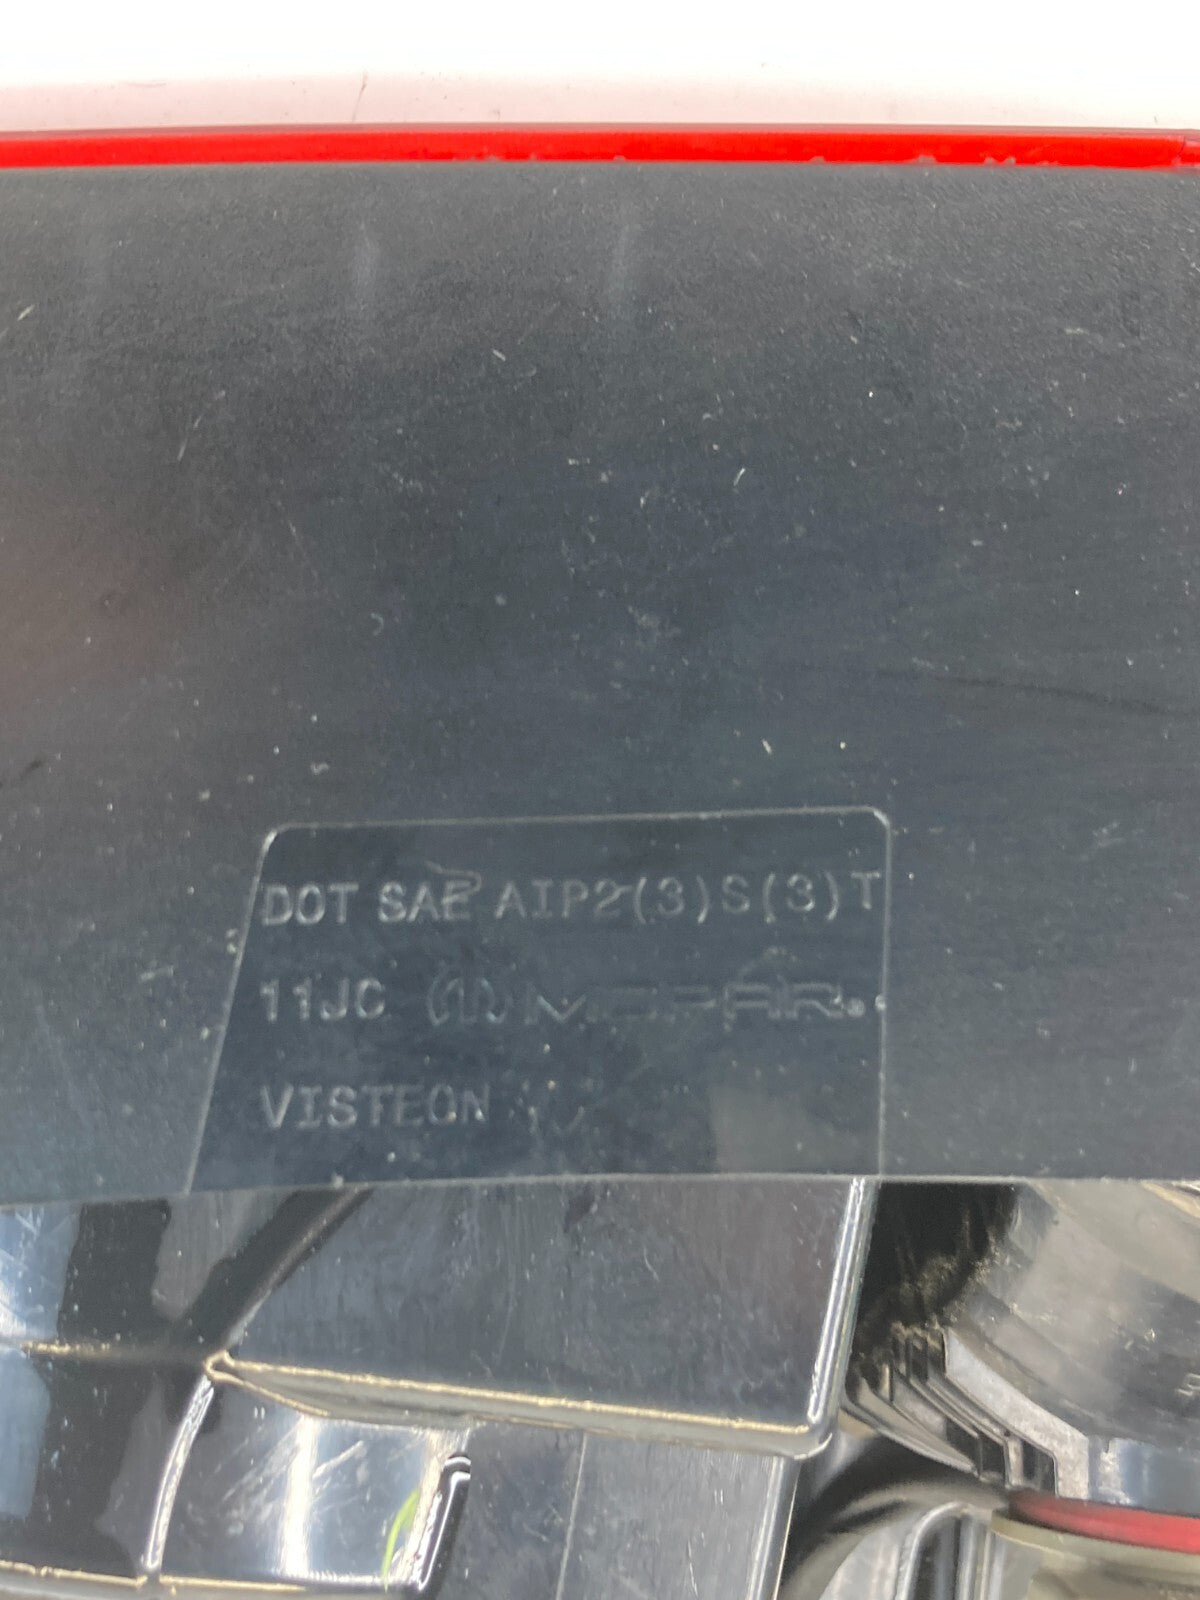 DOT SAE AIP2(3)S(3)T
11JC MOPAR®
VISTEON